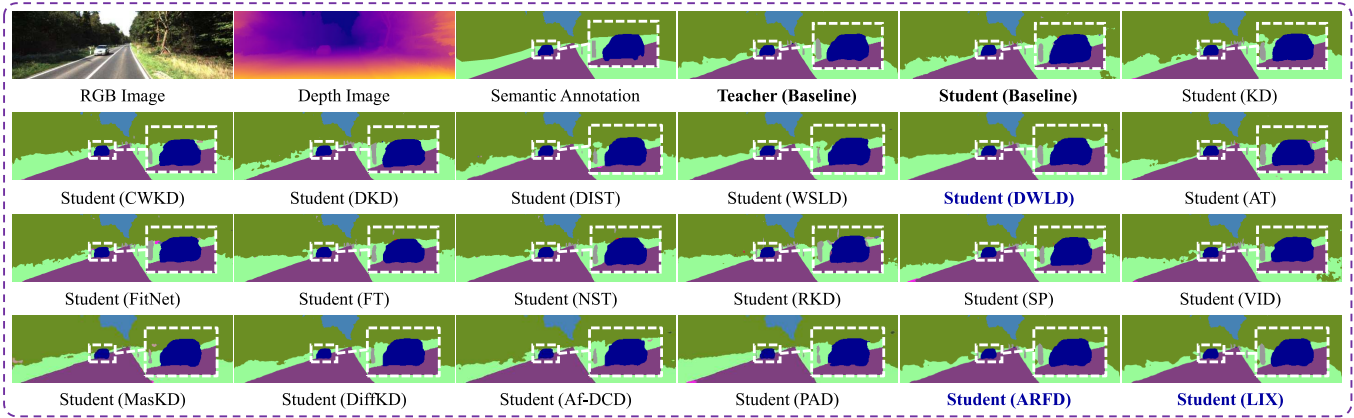 RGB Image
Depth Image
Semantic Annotation
Teacher (Baseline)
Student (Baseline)
Student (KD)
Student (CWKD)
Student (DKD)
Student (DIST)
Student (WSLD)
Student (DWLD)
Student (AT)
Student (FitNet)
Student (FT)
Student (NST)
Student (RKD)
Student (SP)
Student (VID)
Student (MasKD)
Student (DiffKD)
Student (Af-DCD)
Student (PAD)
Student (ARFD)
Student (LIX)